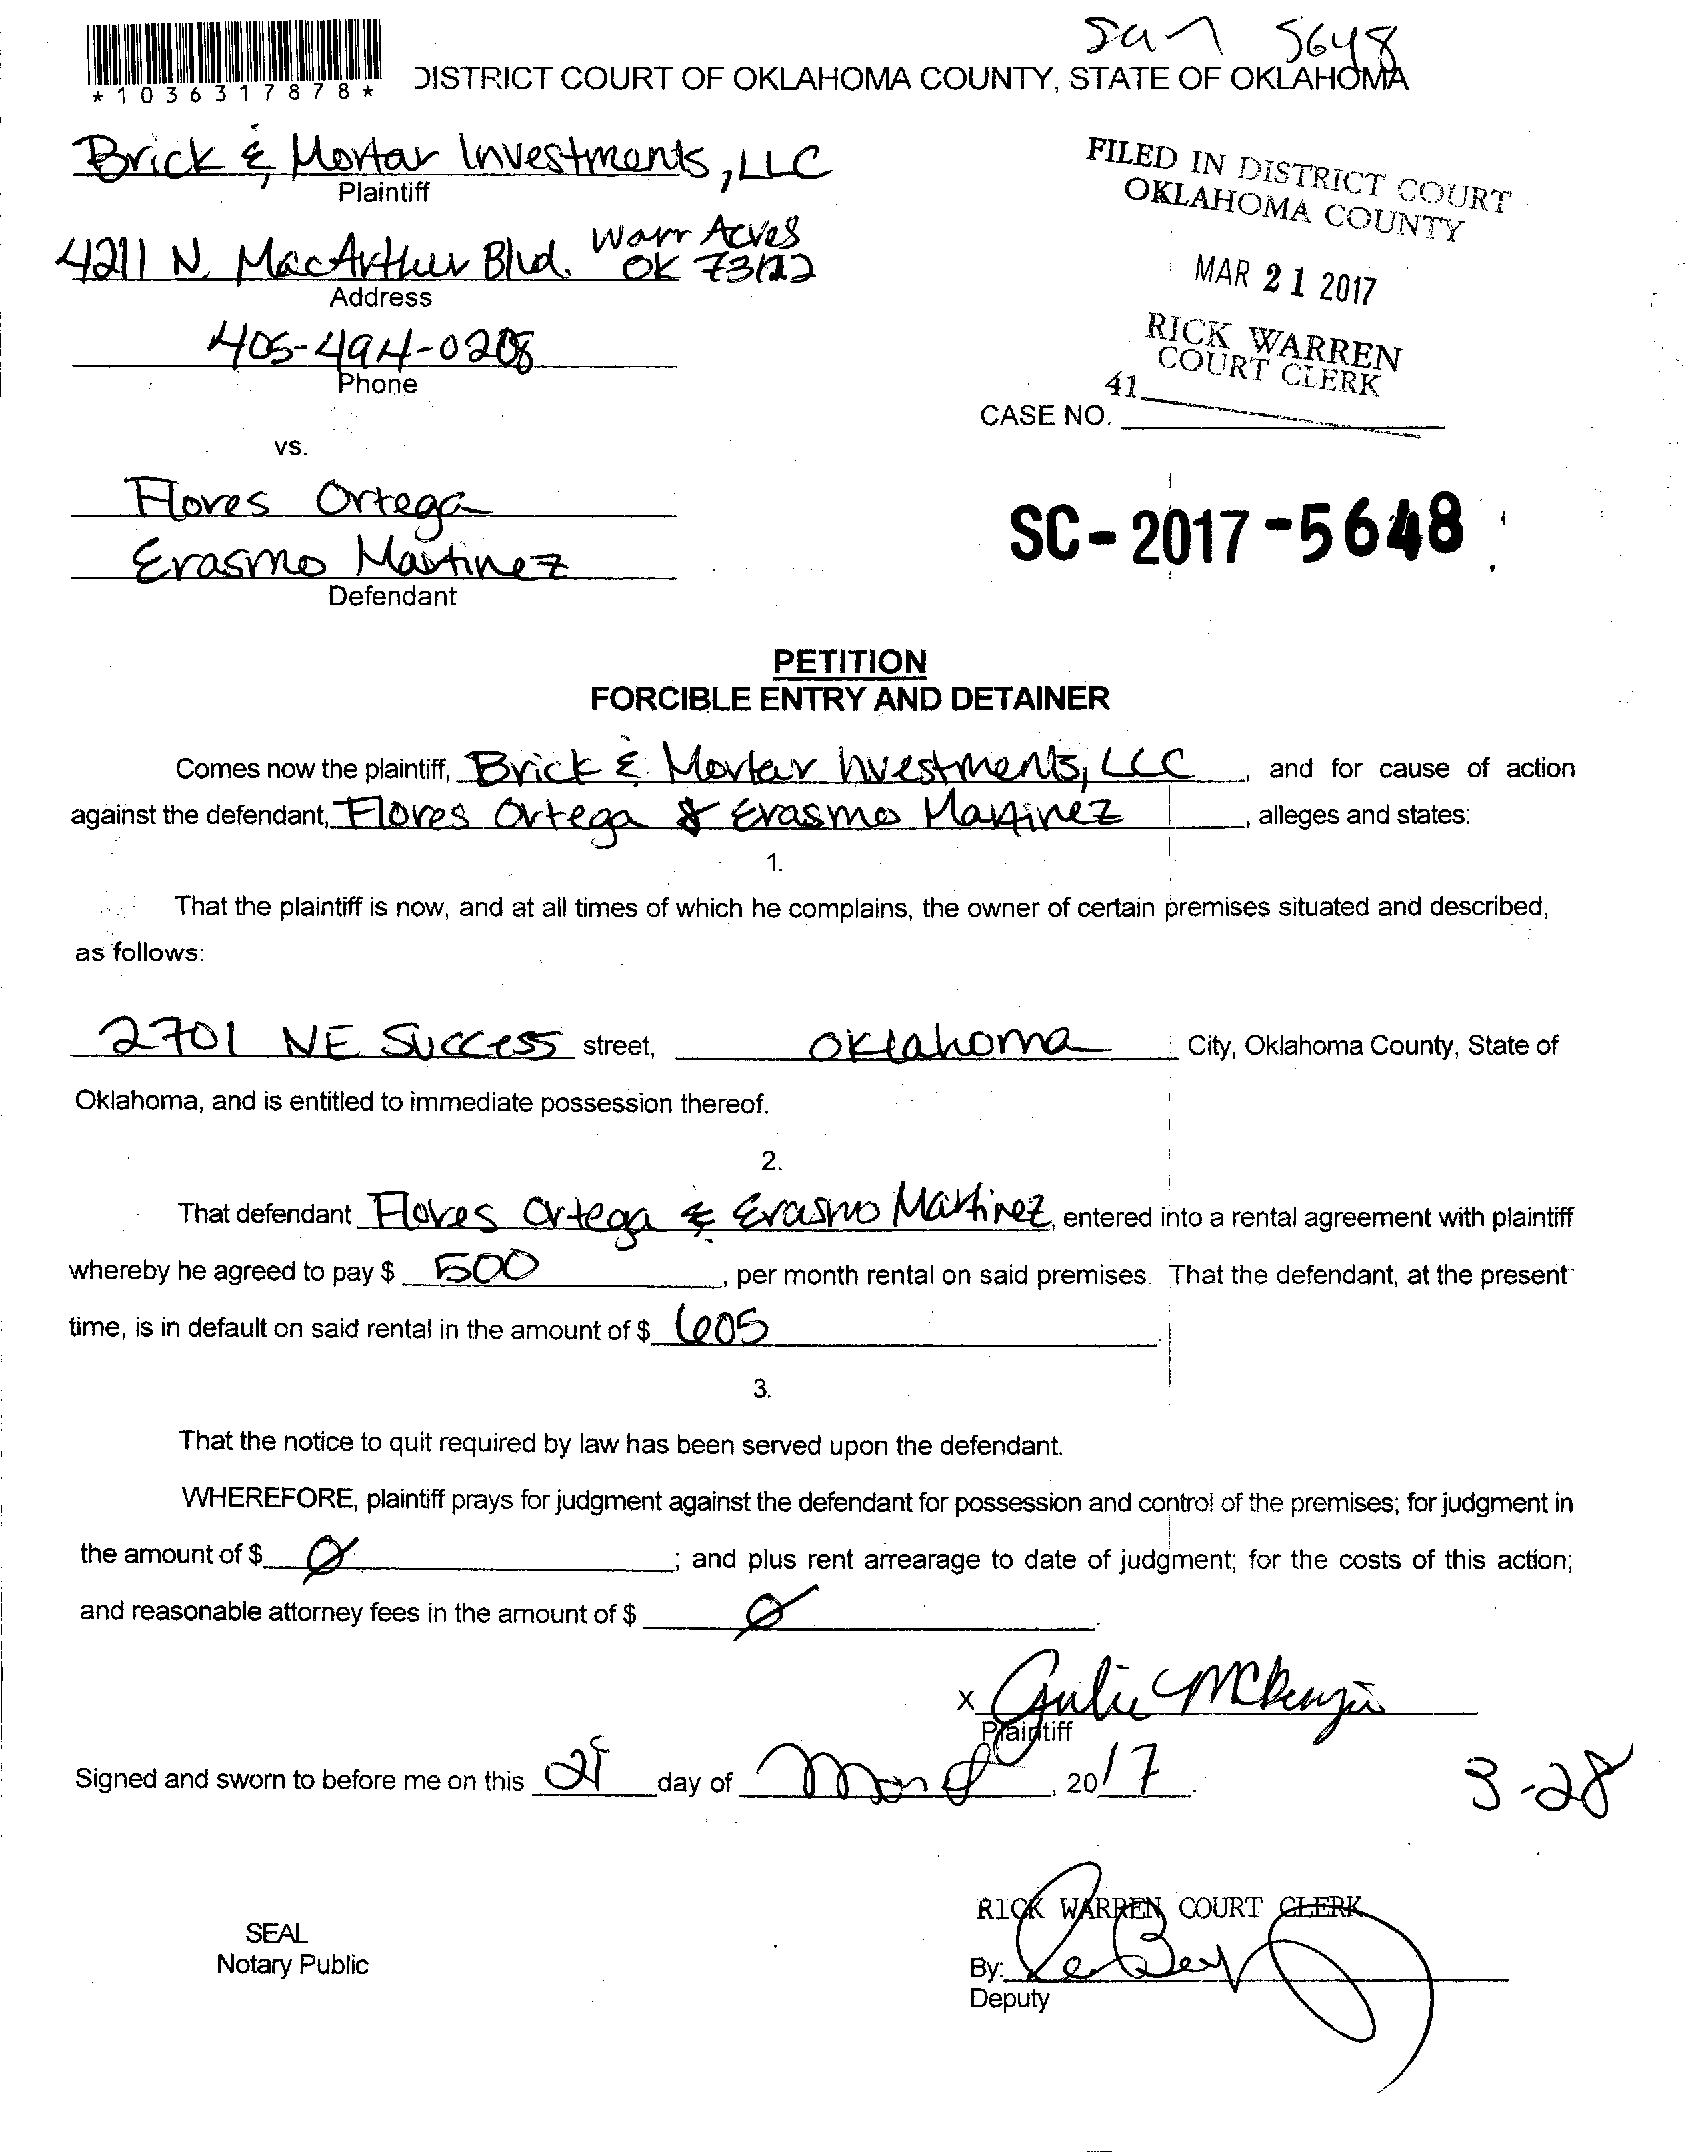 5648
*1036317878*
DISTRICT COURT OF OKLAHOMA COUNTY, STATE OF OKLAHOMA
Brick & Mortar Investments, LLC
Plaintiff
FILED IN DISTRICT COURT
OKLAHOMA COUNTY
4211 N. MacArthur Blvd. Warr Acres
OK 73122
Address
MAR 21 2017
405-494-0208
Phone
RICK WARREN
COURT CLERK
41
CASE NO.
vs.
Flores Ortega
Erasmo Martinez
Defendant
SC-2017-5648
PETITION
FORCIBLE ENTRY AND DETAINER
Comes now the plaintiff, Brick & Mortar Investments, LLC, and for cause of action
against the defendant, Flores Ortega & Erasmo Martinez, alleges and states:
1.
That the plaintiff is now, and at all times of which he complains, the owner of certain premises situated and described,
as follows:
2701 NE Success street, Oklahoma City, Oklahoma County, State of
Oklahoma, and is entitled to immediate possession thereof.
2.
That defendant Flores Ortega & Erasmo Martinez, entered into a rental agreement with plaintiff
whereby he agreed to pay $ 500, per month rental on said premises. That the defendant, at the present
time, is in default on said rental in the amount of $ 605.
3.
That the notice to quit required by law has been served upon the defendant.
WHEREFORE, plaintiff prays for judgment against the defendant for possession and control of the premises; for judgment in
the amount of $ Ø; and plus rent arrearage to date of judgment; for the costs of this action;
and reasonable attorney fees in the amount of $ Ø.
x Julie McKenzie
Plaintiff
Signed and sworn to before me on this 21 day of March, 2017.
3-28
RICK WARREN COURT CLERK
SEAL
Notary Public
By:
Deputy